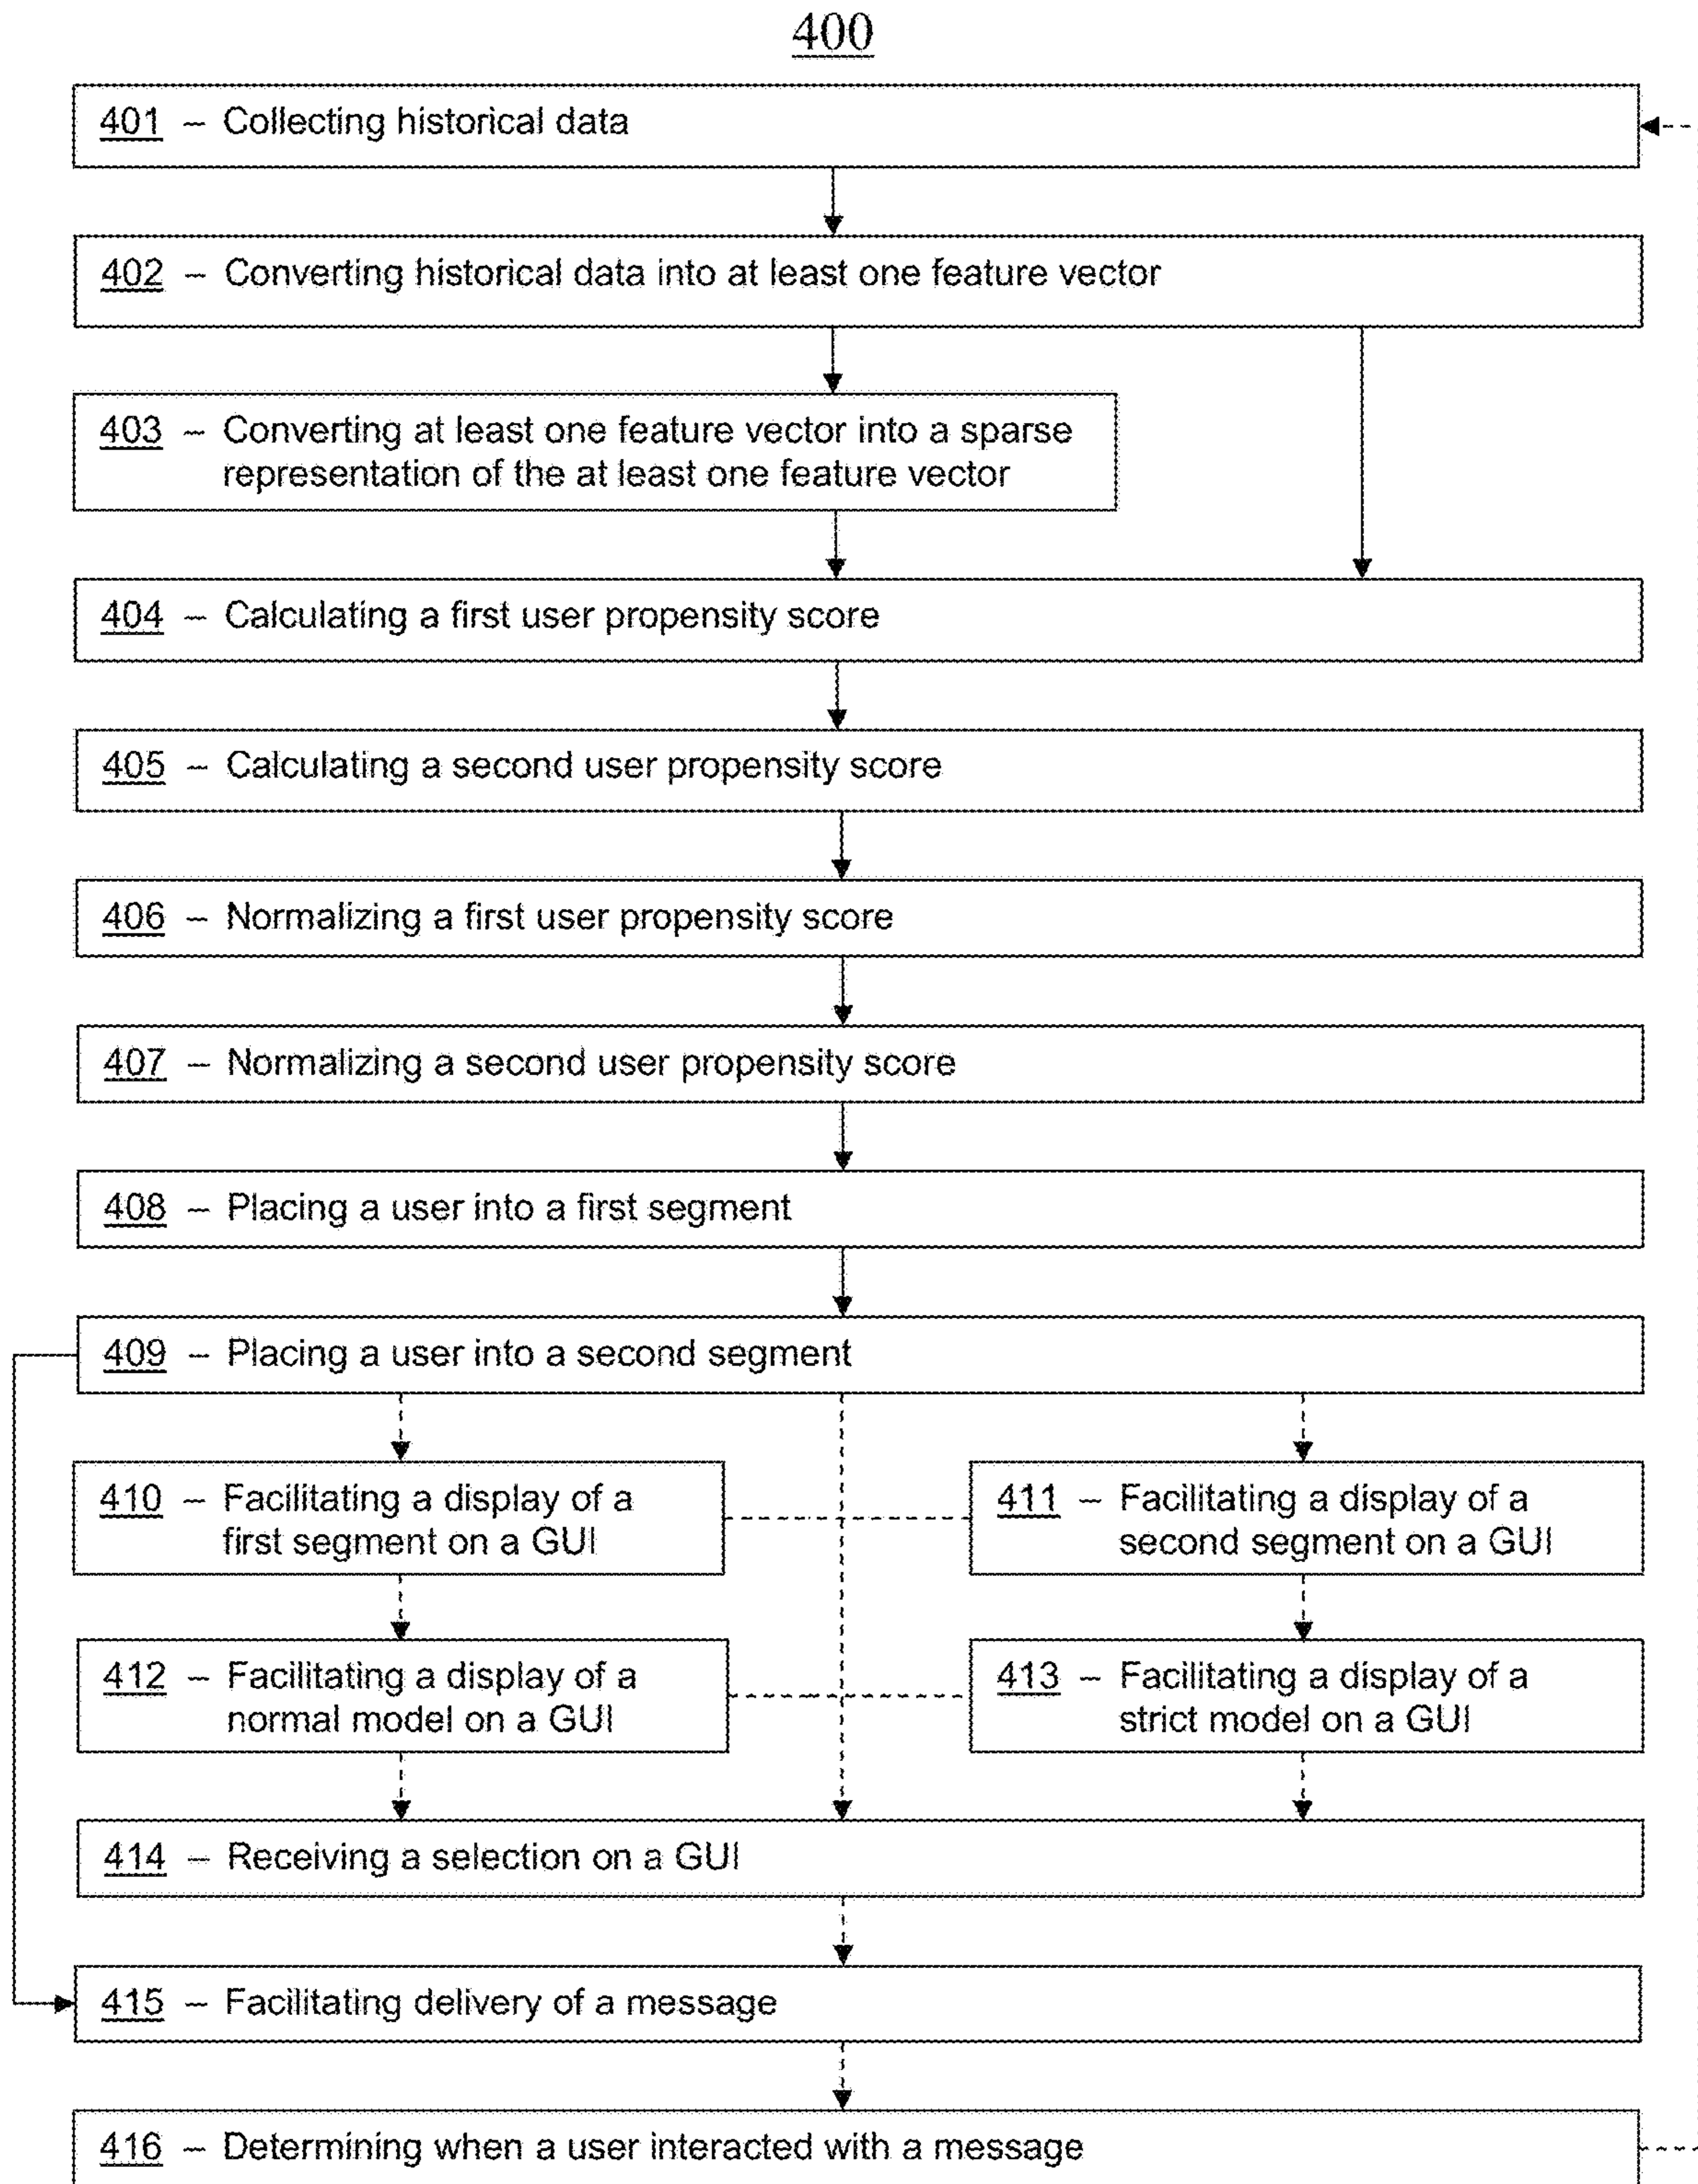 400
401 – Collecting historical data
402 – Converting historical data into at least one feature vector
403 – Converting at least one feature vector into a sparse
representation of the at least one feature vector
404 – Calculating a first user propensity score
405 – Calculating a second user propensity score
406 – Normalizing a first user propensity score
407 – Normalizing a second user propensity score
408 – Placing a user into a first segment
409 – Placing a user into a second segment
410 – Facilitating a display of a
first segment on a GUI
411 – Facilitating a display of a
second segment on a GUI
412 – Facilitating a display of a
normal model on a GUI
413 – Facilitating a display of a
strict model on a GUI
414 – Receiving a selection on a GUI
415 – Facilitating delivery of a message
416 – Determining when a user interacted with a message